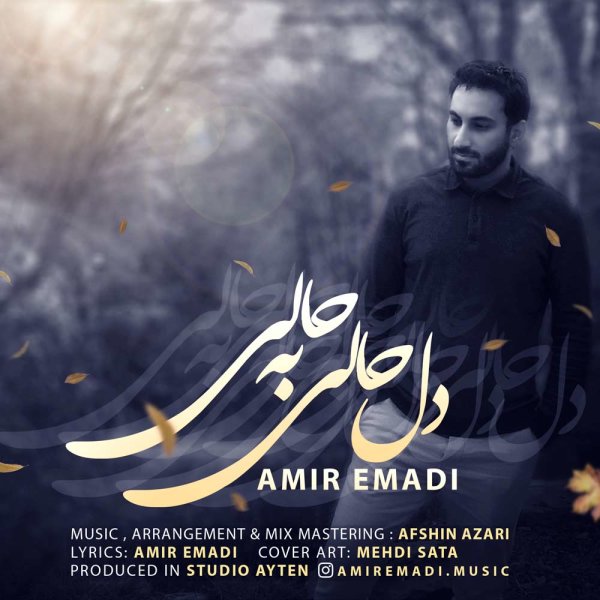 دل حالی به حالی
AMIR EMADI
MUSIC , ARRANGEMENT & MIX MASTERING : AFSHIN AZARI
LYRICS: AMIR EMADI COVER ART: MEHDI SATA
PRODUCED IN STUDIO AYTEN AMIREMADI.MUSIC